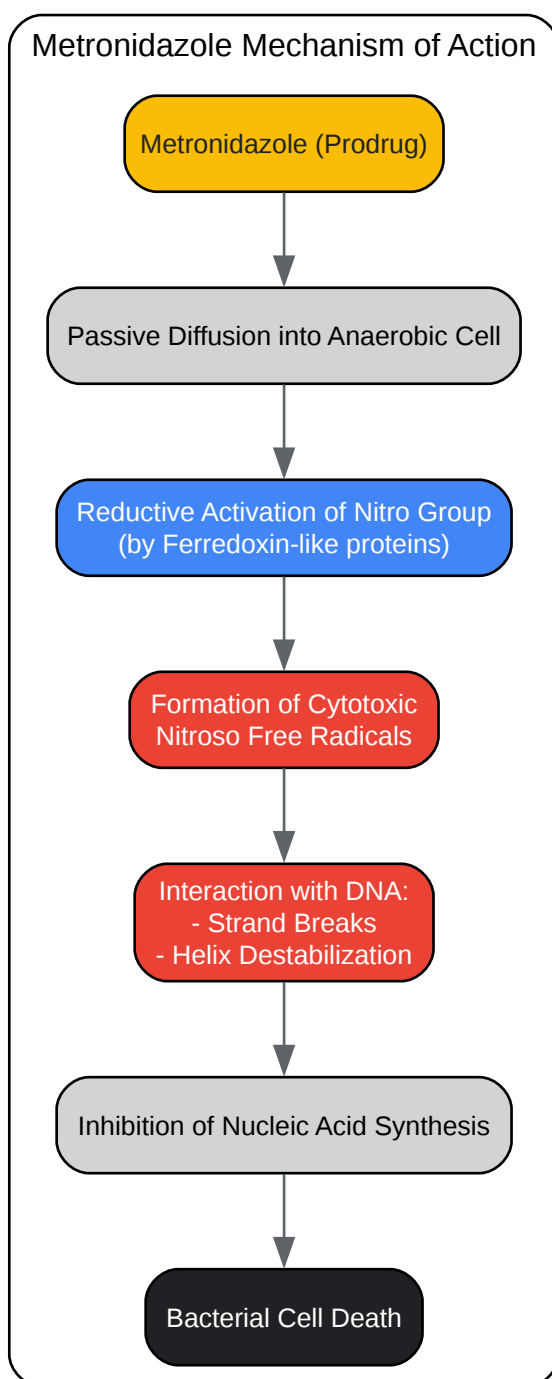 Metronidazole Mechanism of Action
Metronidazole (Prodrug)
Passive Diffusion into Anaerobic Cell
Reductive Activation of Nitro Group
(by Ferredoxin-like proteins)
Formation of Cytotoxic
Nitroso Free Radicals
Interaction with DNA:
- Strand Breaks
- Helix Destabilization
Inhibition of Nucleic Acid Synthesis
Bacterial Cell Death